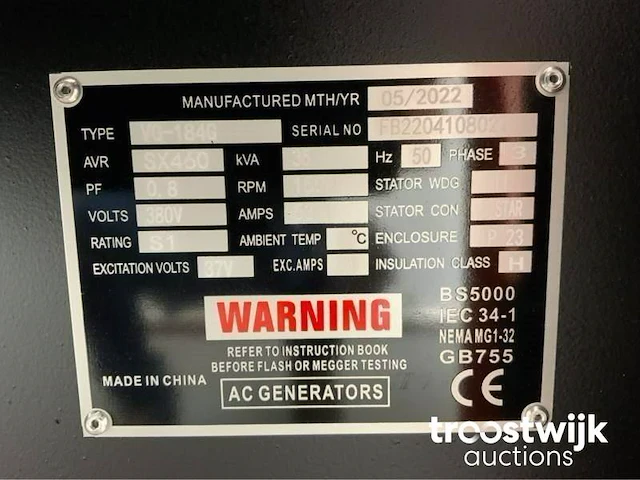 MANUFACTURED MTH/YR 05/2022
TYPE SERIAL NO
AVR SX460 kVA Hz 50 PHASE 3
PF 0,8 RPM STATOR WDG
VOLTS 380V AMPS STATOR CON STAR
RATING S1 AMBIENT TEMP °C ENCLOSURE 23
EXCITATION VOLTS 37V EXC.AMPS INSULATION CLASS H
WARNING
REFER TO INSTRUCTION BOOK
BEFORE FLASH OR MEGGER TESTING
AC GENERATORS
MADE IN CHINA
BS5000
IEC 34-1
NEMA MG1-32
GB755
CE
troostwijk
auctions